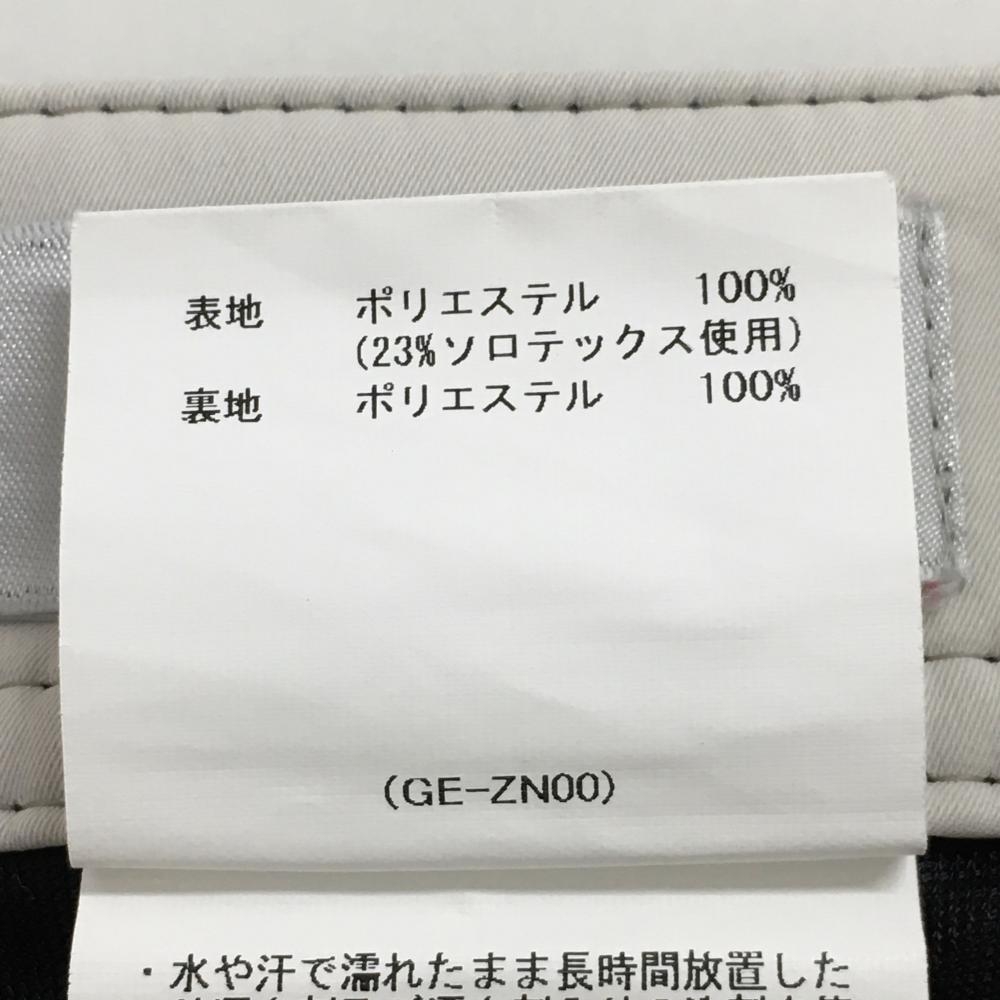 表地 ポリエステル 100%
(23%ソロテックス使用)
裏地 ポリエステル 100%
(GE-ZN00)
・水や汗で濡れたまま長時間放置した